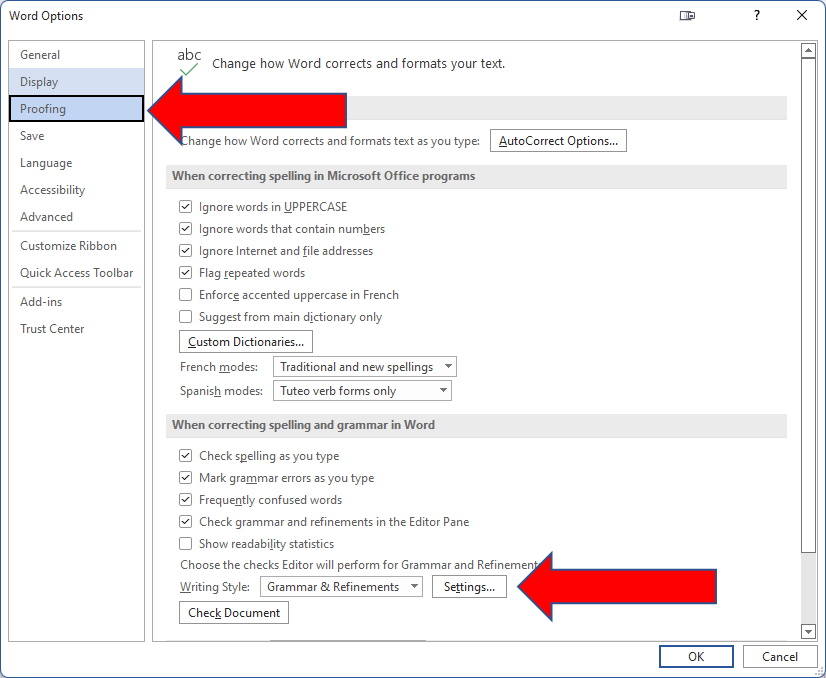 Word Options
?
General
Display
Proofing
Save
Language
Accessibility
Advanced
Customize Ribbon
Quick Access Toolbar
Add-ins
Trust Center
abc
Change how Word corrects and formats your text.
Change how Word corrects and formats text as you type: AutoCorrect Options...
When correcting spelling in Microsoft Office programs
Ignore words in UPPERCASE
Ignore words that contain numbers
Ignore Internet and file addresses
Flag repeated words
Enforce accented uppercase in French
Suggest from main dictionary only
Custom Dictionaries...
French modes: Traditional and new spellings
Spanish modes: Tuteo verb forms only
When correcting spelling and grammar in Word
Check spelling as you type
Mark grammar errors as you type
Frequently confused words
Check grammar and refinements in the Editor Pane
Show readability statistics
Choose the checks Editor will perform for Grammar and Refinement
Writing Style: Grammar & Refinements Settings...
Check Document
OK Cancel